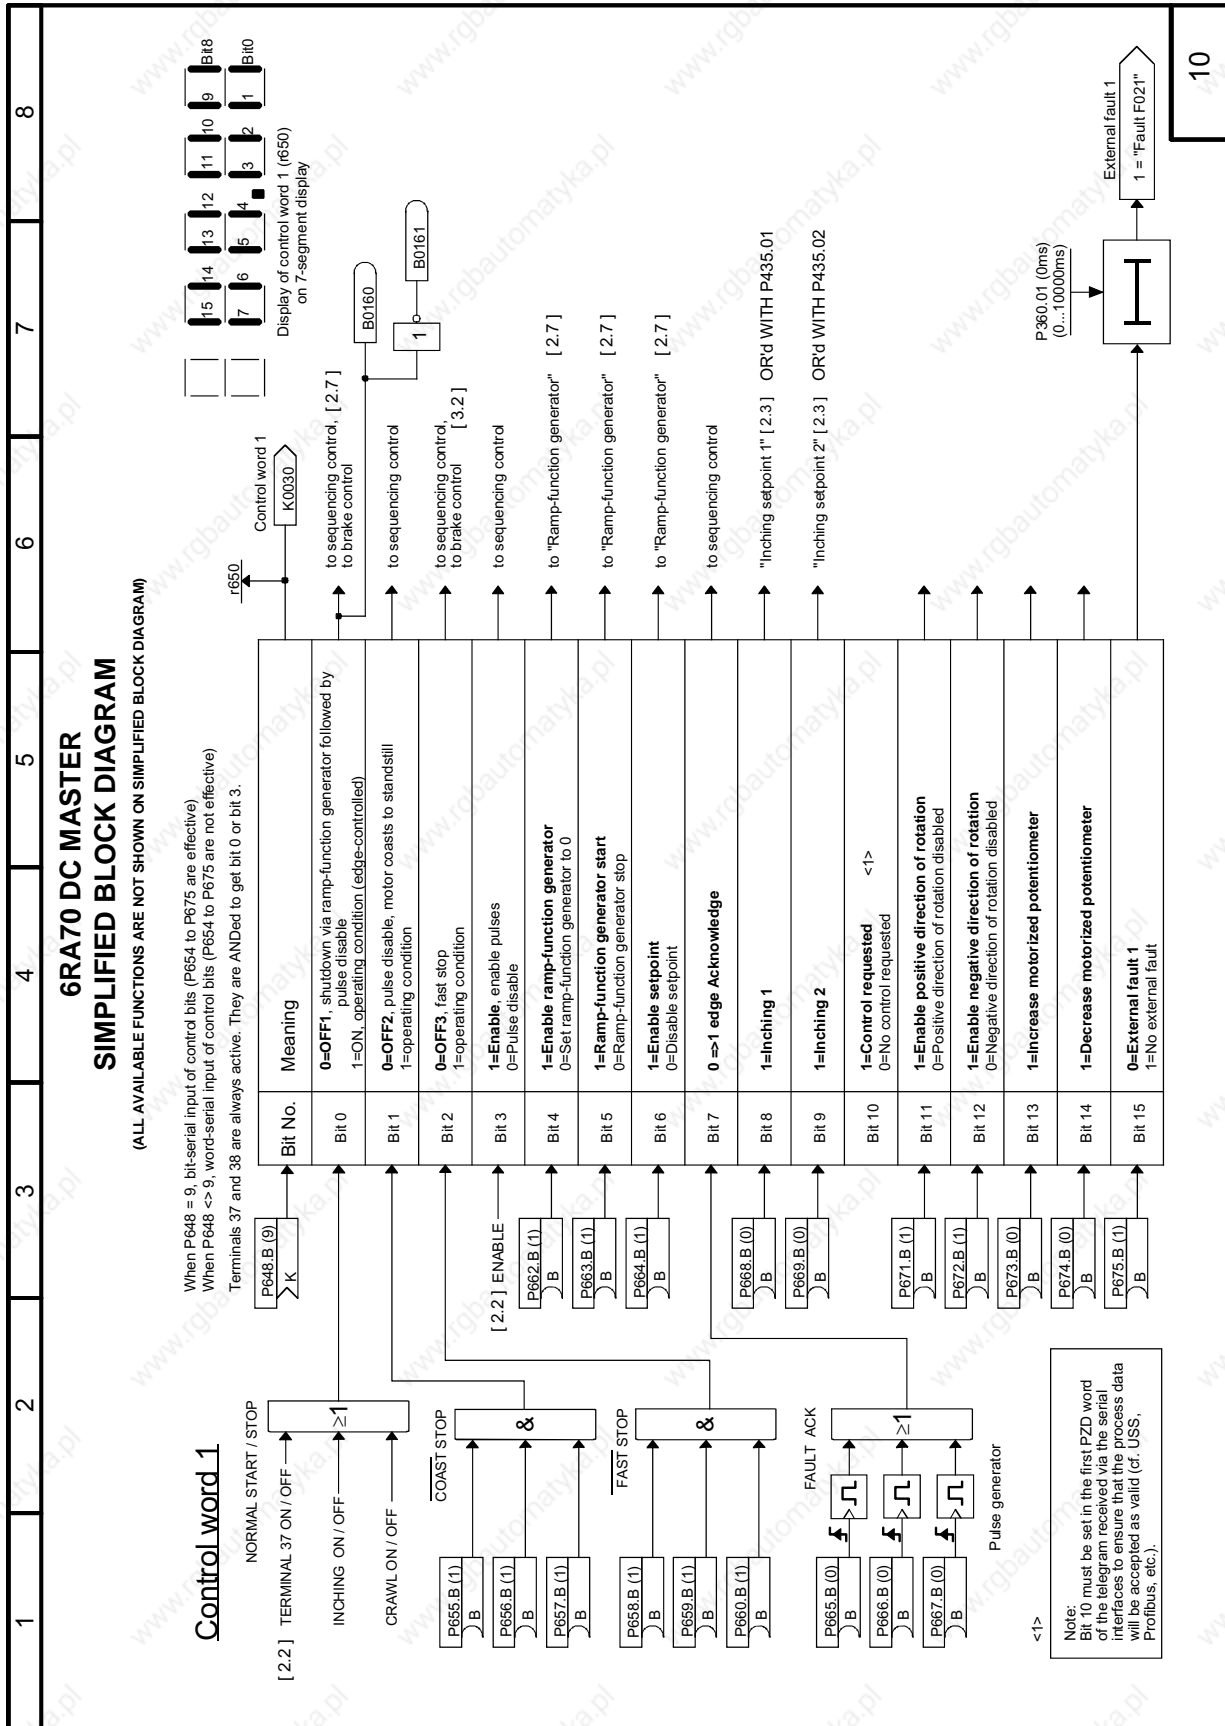 1 2 3 4 5 6 7 8
6RA70 DC MASTER
SIMPLIFIED BLOCK DIAGRAM
(ALL AVAILABLE FUNCTIONS ARE NOT SHOWN ON SIMPLIFIED BLOCK DIAGRAM)
Control word 1
When P648 = 9, bit-serial input of control bits (P654 to P675 are effective)
When P648 <> 9, word-serial input of control bits (P654 to P675 are not effective)
Terminals 37 and 38 are always active. They are ANDed to get bit 0 or bit 3.
15 14 13 12 11 10 9 Bit8
7 6 5 4 3 2 1 Bit0
Display of control word 1 (r650)
on 7-segment display
NORMAL START / STOP
[ 2.2 ] TERMINAL 37 ON / OFF
INCHING ON / OFF
CRAWL ON / OFF
≥1
COAST STOP
P655.B (1)
B
P656.B (1)
B
P657.B (1)
B
&
FAST STOP
P658.B (1)
B
P659.B (1)
B
P660.B (1)
B
&
FAULT ACK
P665.B (0)
B
P666.B (0)
B
P667.B (0)
B
≥1
Pulse generator
P648.B (9)
K
[ 2.2 ] ENABLE
P662.B (1)
B
P663.B (1)
B
P664.B (1)
B
P668.B (0)
B
P669.B (0)
B
P671.B (1)
B
P672.B (1)
B
P673.B (0)
B
P674.B (0)
B
P675.B (1)
B
Bit No. Meaning
Bit 0 0=OFF1, shutdown via ramp-function generator followed by
pulse disable
1=ON, operating condition (edge-controlled)
Bit 1 0=OFF2, pulse disable, motor coasts to standstill
1=operating condition
Bit 2 0=OFF3, fast stop
1=operating condition
Bit 3 1=Enable, enable pulses
0=Pulse disable
Bit 4 1=Enable ramp-function generator
0=Set ramp-function generator to 0
Bit 5 1=Ramp-function generator start
0=Ramp-function generator stop
Bit 6 1=Enable setpoint
0=Disable setpoint
Bit 7 0 =>1 edge Acknowledge
Bit 8 1=Inching 1
Bit 9 1=Inching 2
Bit 10 1=Control requested
0=No control requested <1>
Bit 11 1=Enable positive direction of rotation
0=Positive direction of rotation disabled
Bit 12 1=Enable negative direction of rotation
0=Negative direction of rotation disabled
Bit 13 1=Increase motorized potentiometer
Bit 14 1=Decrease motorized potentiometer
Bit 15 0=External fault 1
1=No external fault
r650
Control word 1
K0030
to sequencing control, [ 2.7 ]
to brake control
B0160
1
B0161
to sequencing control
to sequencing control,
to brake control [ 3.2 ]
to sequencing control
to "Ramp-function generator" [ 2.7 ]
to "Ramp-function generator" [ 2.7 ]
to "Ramp-function generator" [ 2.7 ]
to sequencing control
"Inching setpoint 1" [ 2.3 ] OR'd WITH P435.01
"Inching setpoint 2" [ 2.3 ] OR'd WITH P435.02
P360.01 (0ms)
(0...10000ms)
External fault 1
1 = "Fault F021"
<1>
Note:
Bit 10 must be set in the first PZD word
of the telegram received via the serial
interfaces to ensure that the process data
will be accepted as valid (cf. USS,
Profibus, etc.).
10
www.rgbautomatyka.pl